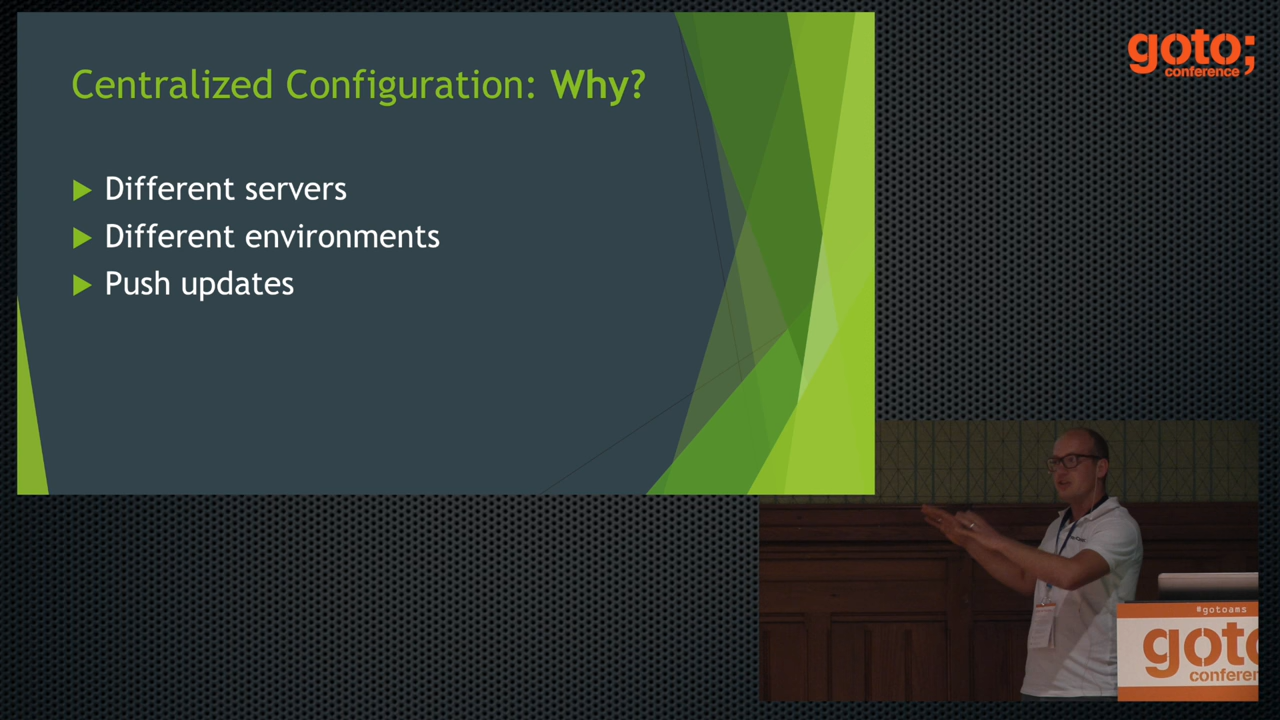 Centralized Configuration: Why?
Different servers
Different environments
Push updates
goto;
conference
#gotoams
goto
conferen